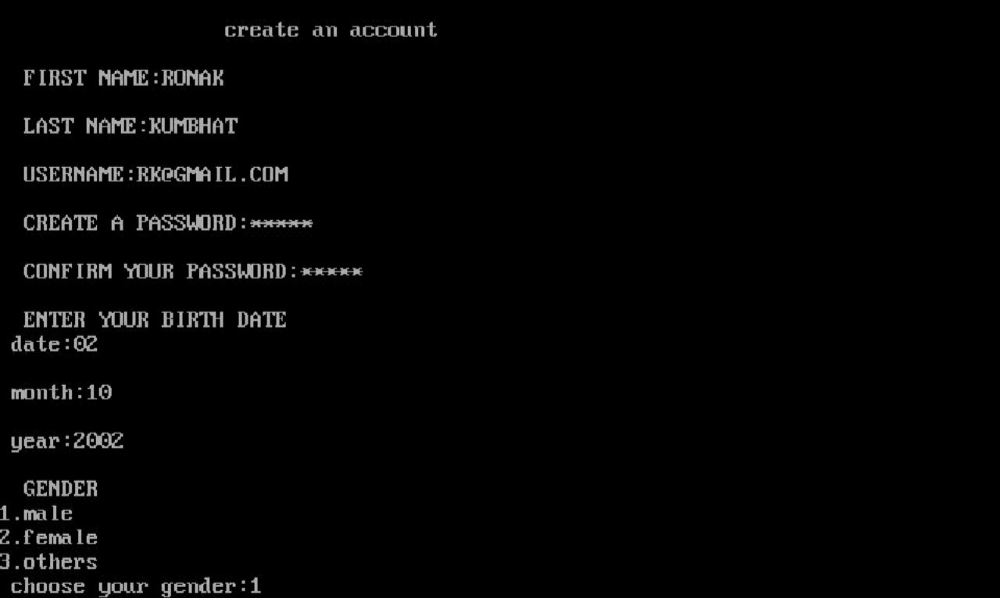 create an account
FIRST NAME:RONAK
LAST NAME:KUMBHAT
USERNAME:RK@GMAIL.COM
CREATE A PASSWORD:*****
CONFIRM YOUR PASSWORD:*****
ENTER YOUR BIRTH DATE
date:02
month:10
year:2002
GENDER
1.male
2.female
3.others
choose your gender:1